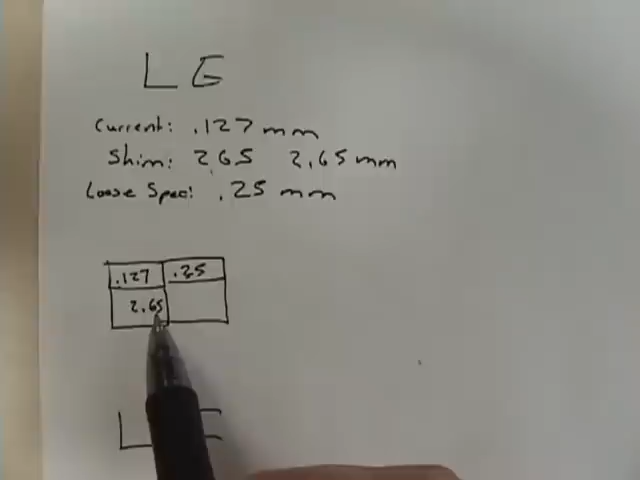 LG
Current: .127 mm
Shim: 265 2.65 mm
Loose Spec: .25 mm
.127 .25
2.65
L